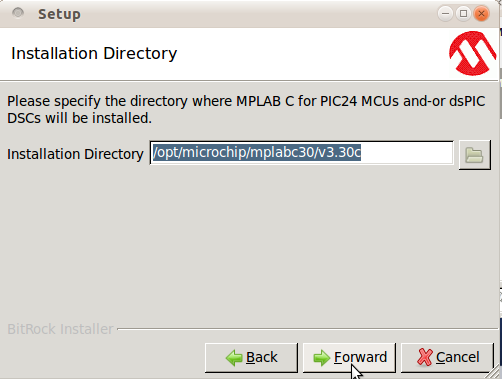 Setup
Installation Directory
Please specify the directory where MPLAB C for PIC24 MCUs and-or dsPIC
DSCs will be installed.
Installation Directory /opt/microchip/mplabc30/v3.30c
BitRock Installer
Back Forward Cancel